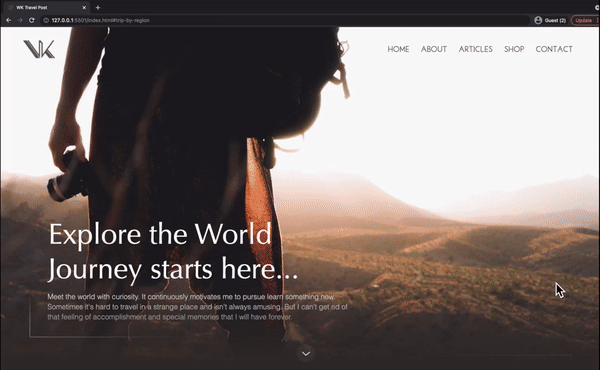 WK Travel Post
127.0.0.1:5501/index.html#trip-by-region
Guest (2)
Update
VK
HOME ABOUT ARTICLES SHOP CONTACT
Explore the World
Journey starts here...
Meet the world with curiosity. It continuously motivates me to pursue learn something new.
Sometimes it's hard to travel in a strange place and isn't always amusing. But I can't get rid of
that feeling of accomplishment and special memories that I will have forever.